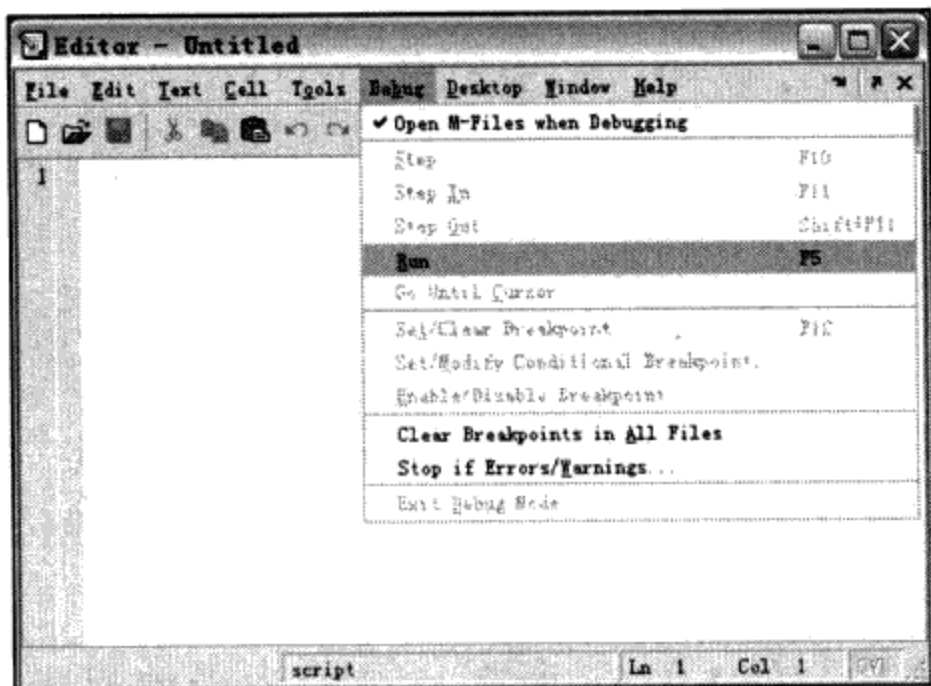 Editor - Untitled
File Edit Text Cell Tools Debug Desktop Window Help
✔ Open M-Files when Debugging
Step F10
Step In F11
Step Out Shift+F11
Run F5
Go Until Cursor
Set/Clear Breakpoint F12
Set/Modify Conditional Breakpoint.
Enable/Disable Breakpoint
Clear Breakpoints in All Files
Stop if Errors/Warnings...
Exit Debug Mode
1
script Ln 1 Col 1